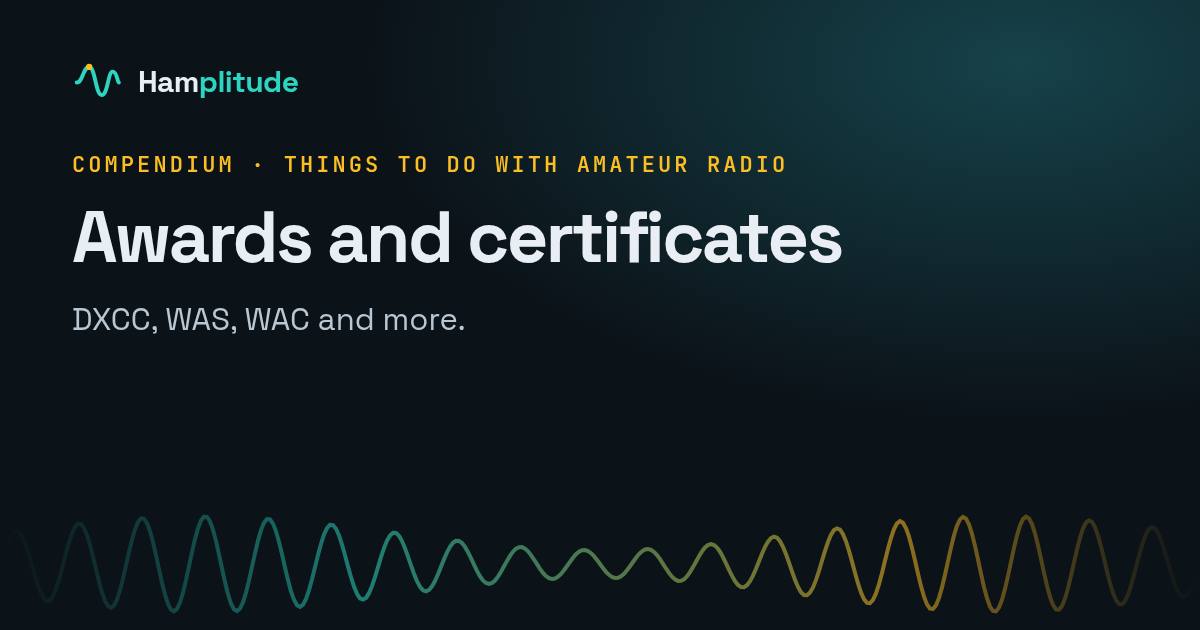 Hamplitude
COMPENDIUM · THINGS TO DO WITH AMATEUR RADIO
Awards and certificates
DXCC, WAS, WAC and more.